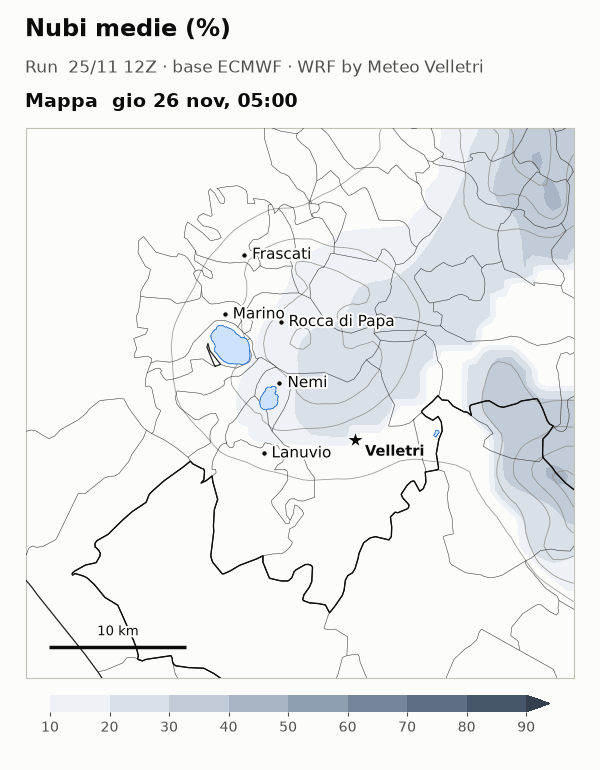 Nubi medie (%)
Run 25/11 12Z · base ECMWF · WRF by Meteo Velletri
Mappa gio 26 nov, 05:00
Frascati
Marino
Rocca di Papa
Nemi
Velletri
Lanuvio
10 km
10 20 30 40 50 60 70 80 90